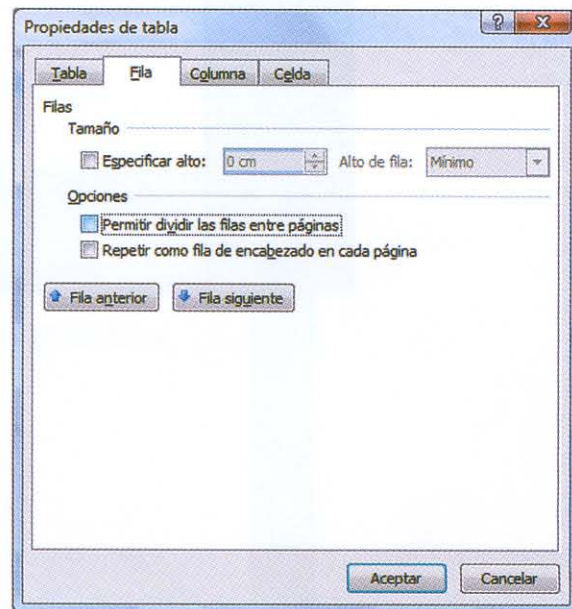 Propiedades de tabla
Tabla Fila Columna Celda
Filas
Tamaño
Especificar alto: 0 cm Alto de fila: Mínimo
Opciones
Permitir dividir las filas entre páginas
Repetir como fila de encabezado en cada página
Fila anterior Fila siguiente
Aceptar Cancelar